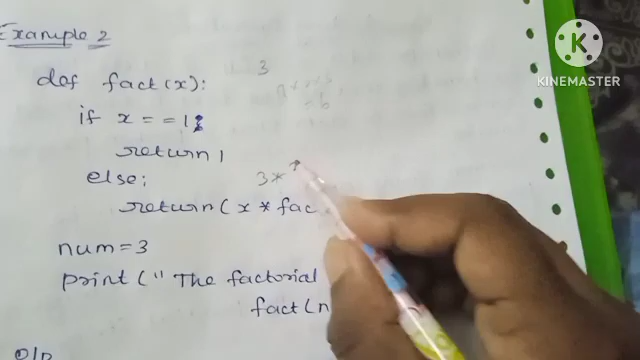 Example 2
def fact(x):
3
if x == 1:
return 1
else;
3*
return(x*fac
num=3
print("The factorial
fact(n
o/p
KINEMASTER